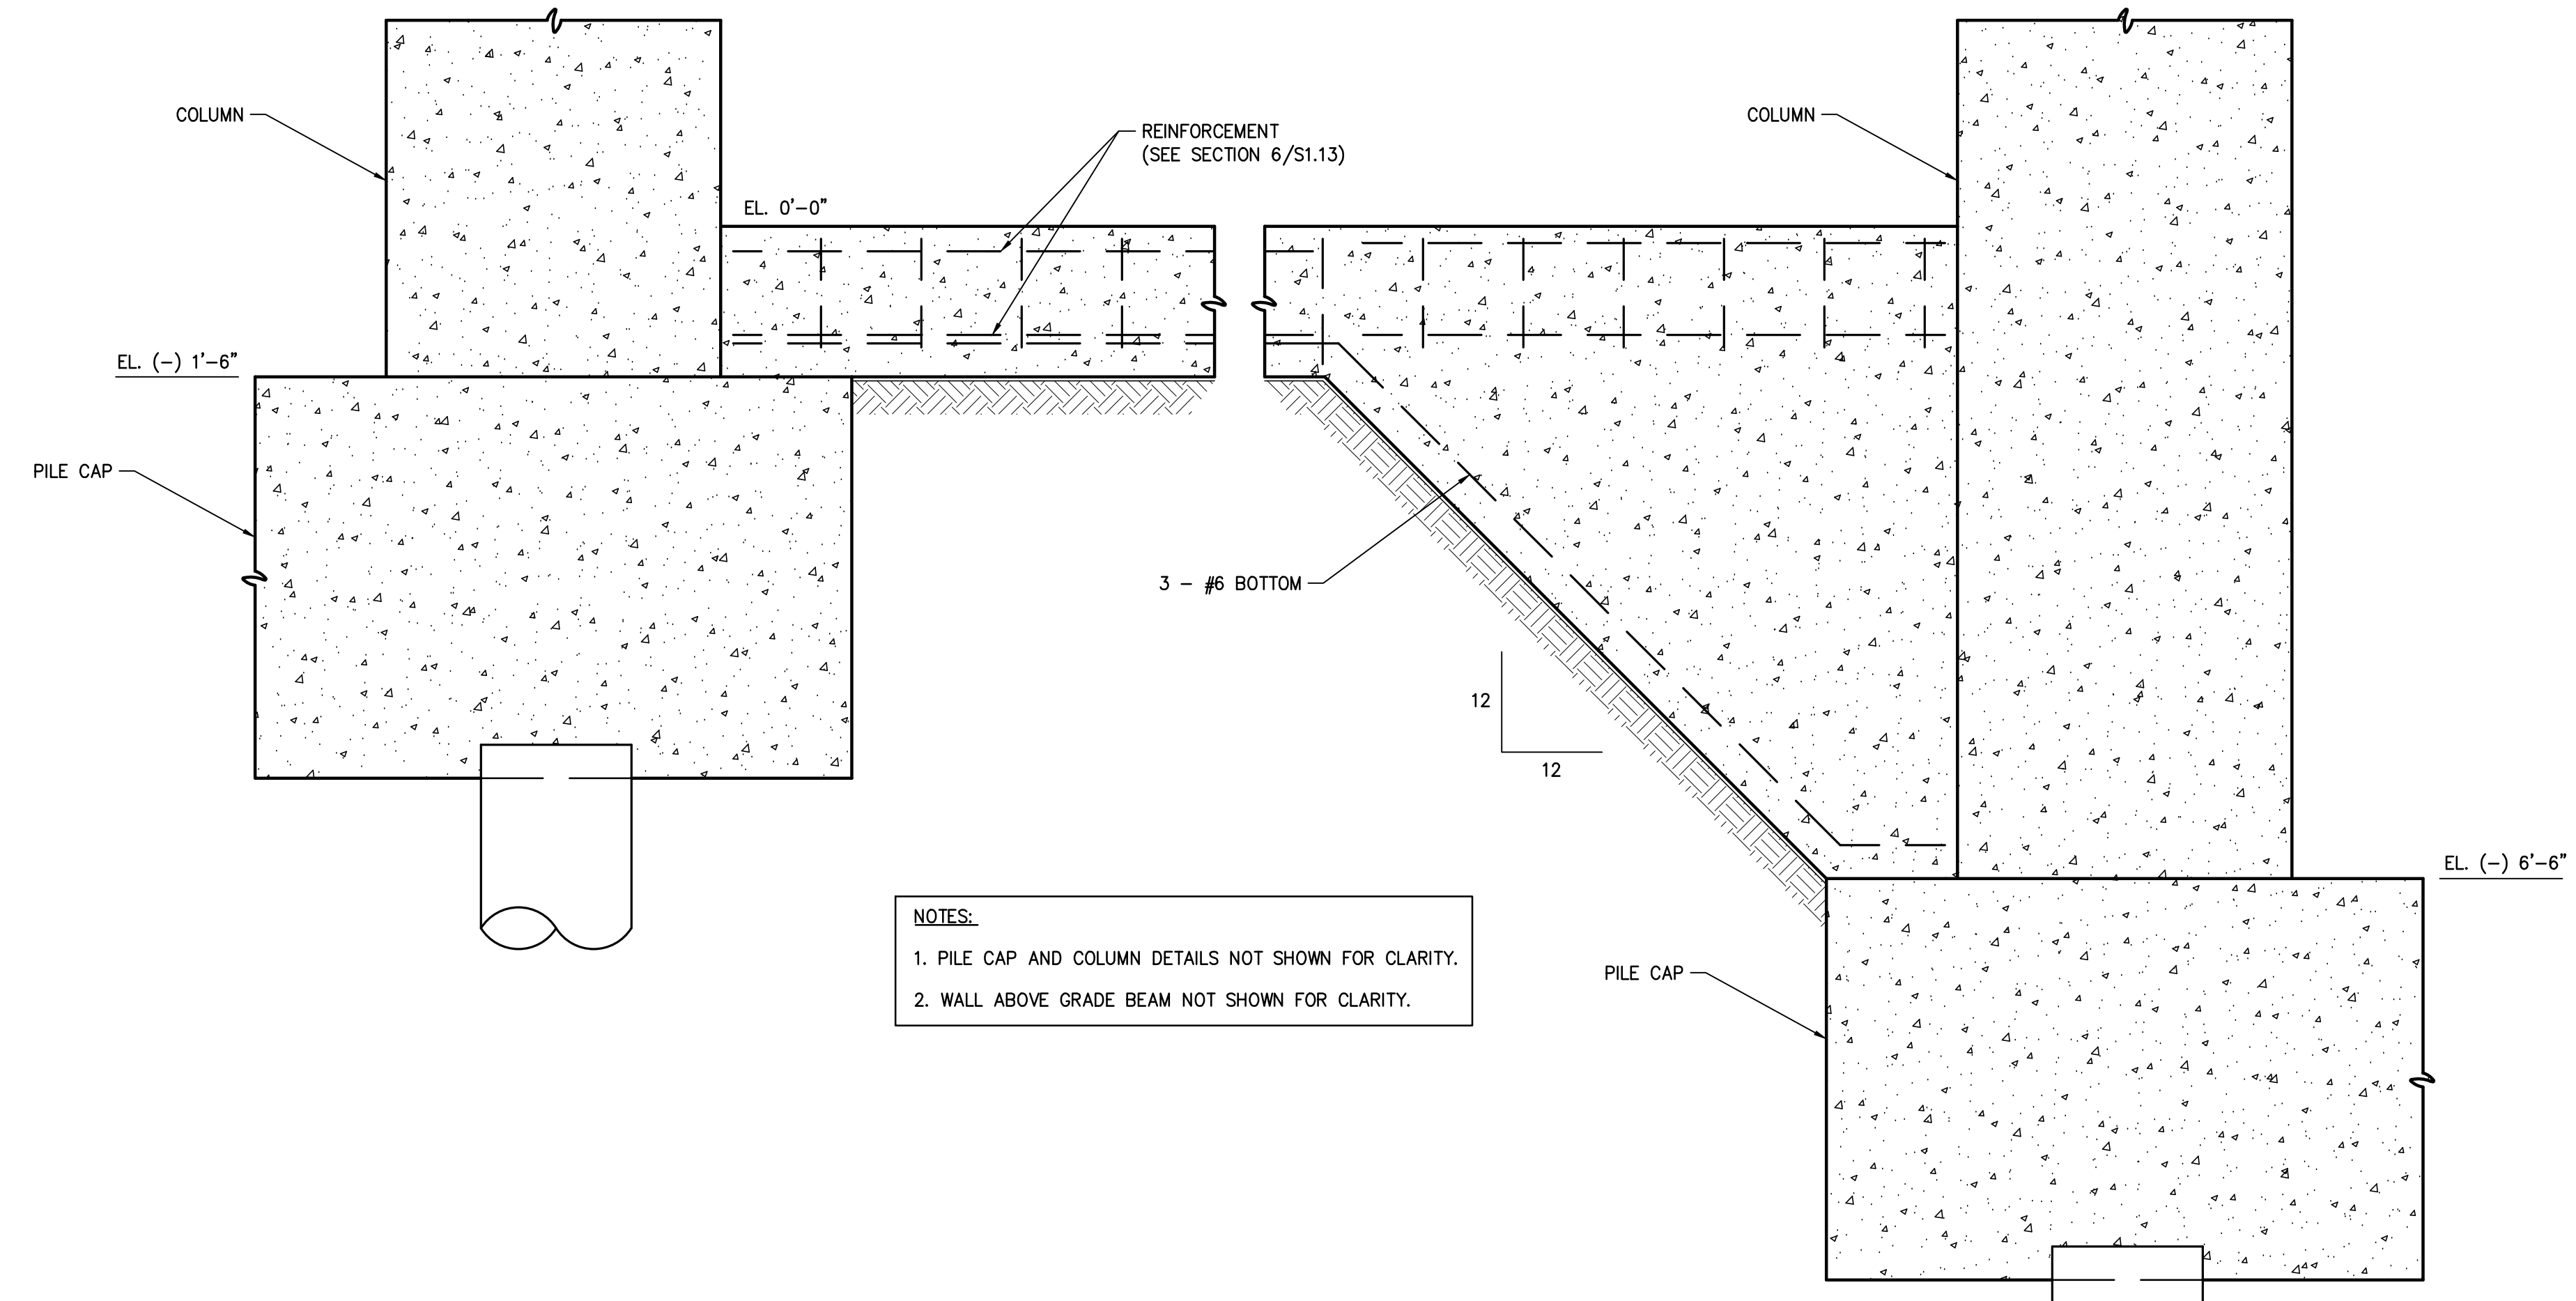 COLUMN
COLUMN
REINFORCEMENT
(SEE SECTION 6/S1.13)
EL. 0'-0"
EL. (-) 1'-6"
PILE CAP
3 - #6 BOTTOM
12
12
EL. (-) 6'-6"
NOTES:
1. PILE CAP AND COLUMN DETAILS NOT SHOWN FOR CLARITY.
2. WALL ABOVE GRADE BEAM NOT SHOWN FOR CLARITY.
PILE CAP